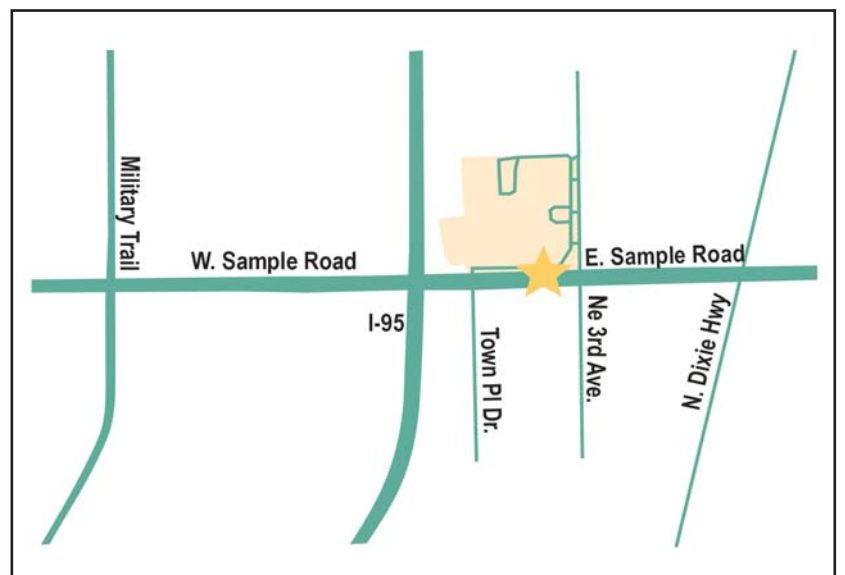 Military Trail
W. Sample Road
E. Sample Road
I-95
Town Pl Dr.
Ne 3rd Ave.
N. Dixie Hwy